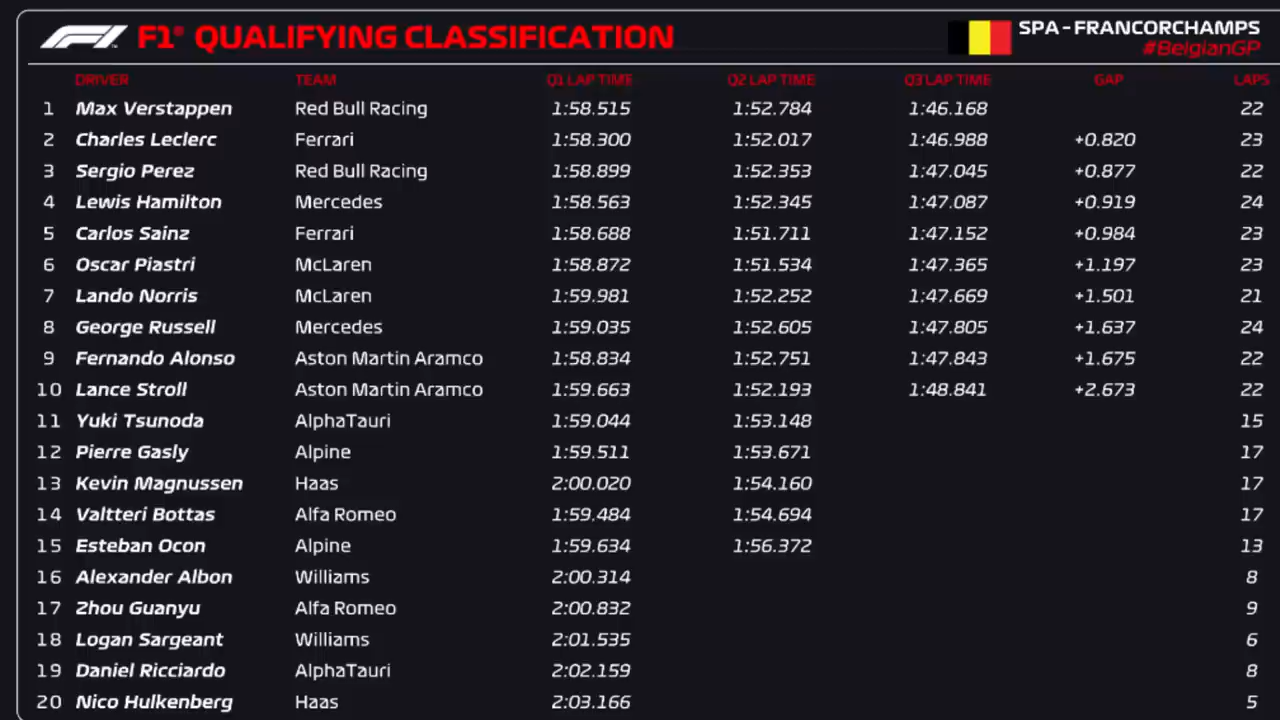 F1® QUALIFYING CLASSIFICATION
SPA-FRANCORCHAMPS
#BelgianGP
DRIVER TEAM Q1 LAP TIME Q2 LAP TIME Q3 LAP TIME GAP LAPS
1 Max Verstappen Red Bull Racing 1:58.515 1:52.784 1:46.168 22
2 Charles Leclerc Ferrari 1:58.300 1:52.017 1:46.988 +0.820 23
3 Sergio Perez Red Bull Racing 1:58.899 1:52.353 1:47.045 +0.877 22
4 Lewis Hamilton Mercedes 1:58.563 1:52.345 1:47.087 +0.919 24
5 Carlos Sainz Ferrari 1:58.688 1:51.711 1:47.152 +0.984 23
6 Oscar Piastri McLaren 1:58.872 1:51.534 1:47.365 +1.197 23
7 Lando Norris McLaren 1:59.981 1:52.252 1:47.669 +1.501 21
8 George Russell Mercedes 1:59.035 1:52.605 1:47.805 +1.637 24
9 Fernando Alonso Aston Martin Aramco 1:58.834 1:52.751 1:47.843 +1.675 22
10 Lance Stroll Aston Martin Aramco 1:59.663 1:52.193 1:48.841 +2.673 22
11 Yuki Tsunoda AlphaTauri 1:59.044 1:53.148 15
12 Pierre Gasly Alpine 1:59.511 1:53.671 17
13 Kevin Magnussen Haas 2:00.020 1:54.160 17
14 Valtteri Bottas Alfa Romeo 1:59.484 1:54.694 17
15 Esteban Ocon Alpine 1:59.634 1:56.372 13
16 Alexander Albon Williams 2:00.314 8
17 Zhou Guanyu Alfa Romeo 2:00.832 9
18 Logan Sargeant Williams 2:01.535 6
19 Daniel Ricciardo AlphaTauri 2:02.159 8
20 Nico Hulkenberg Haas 2:03.166 5